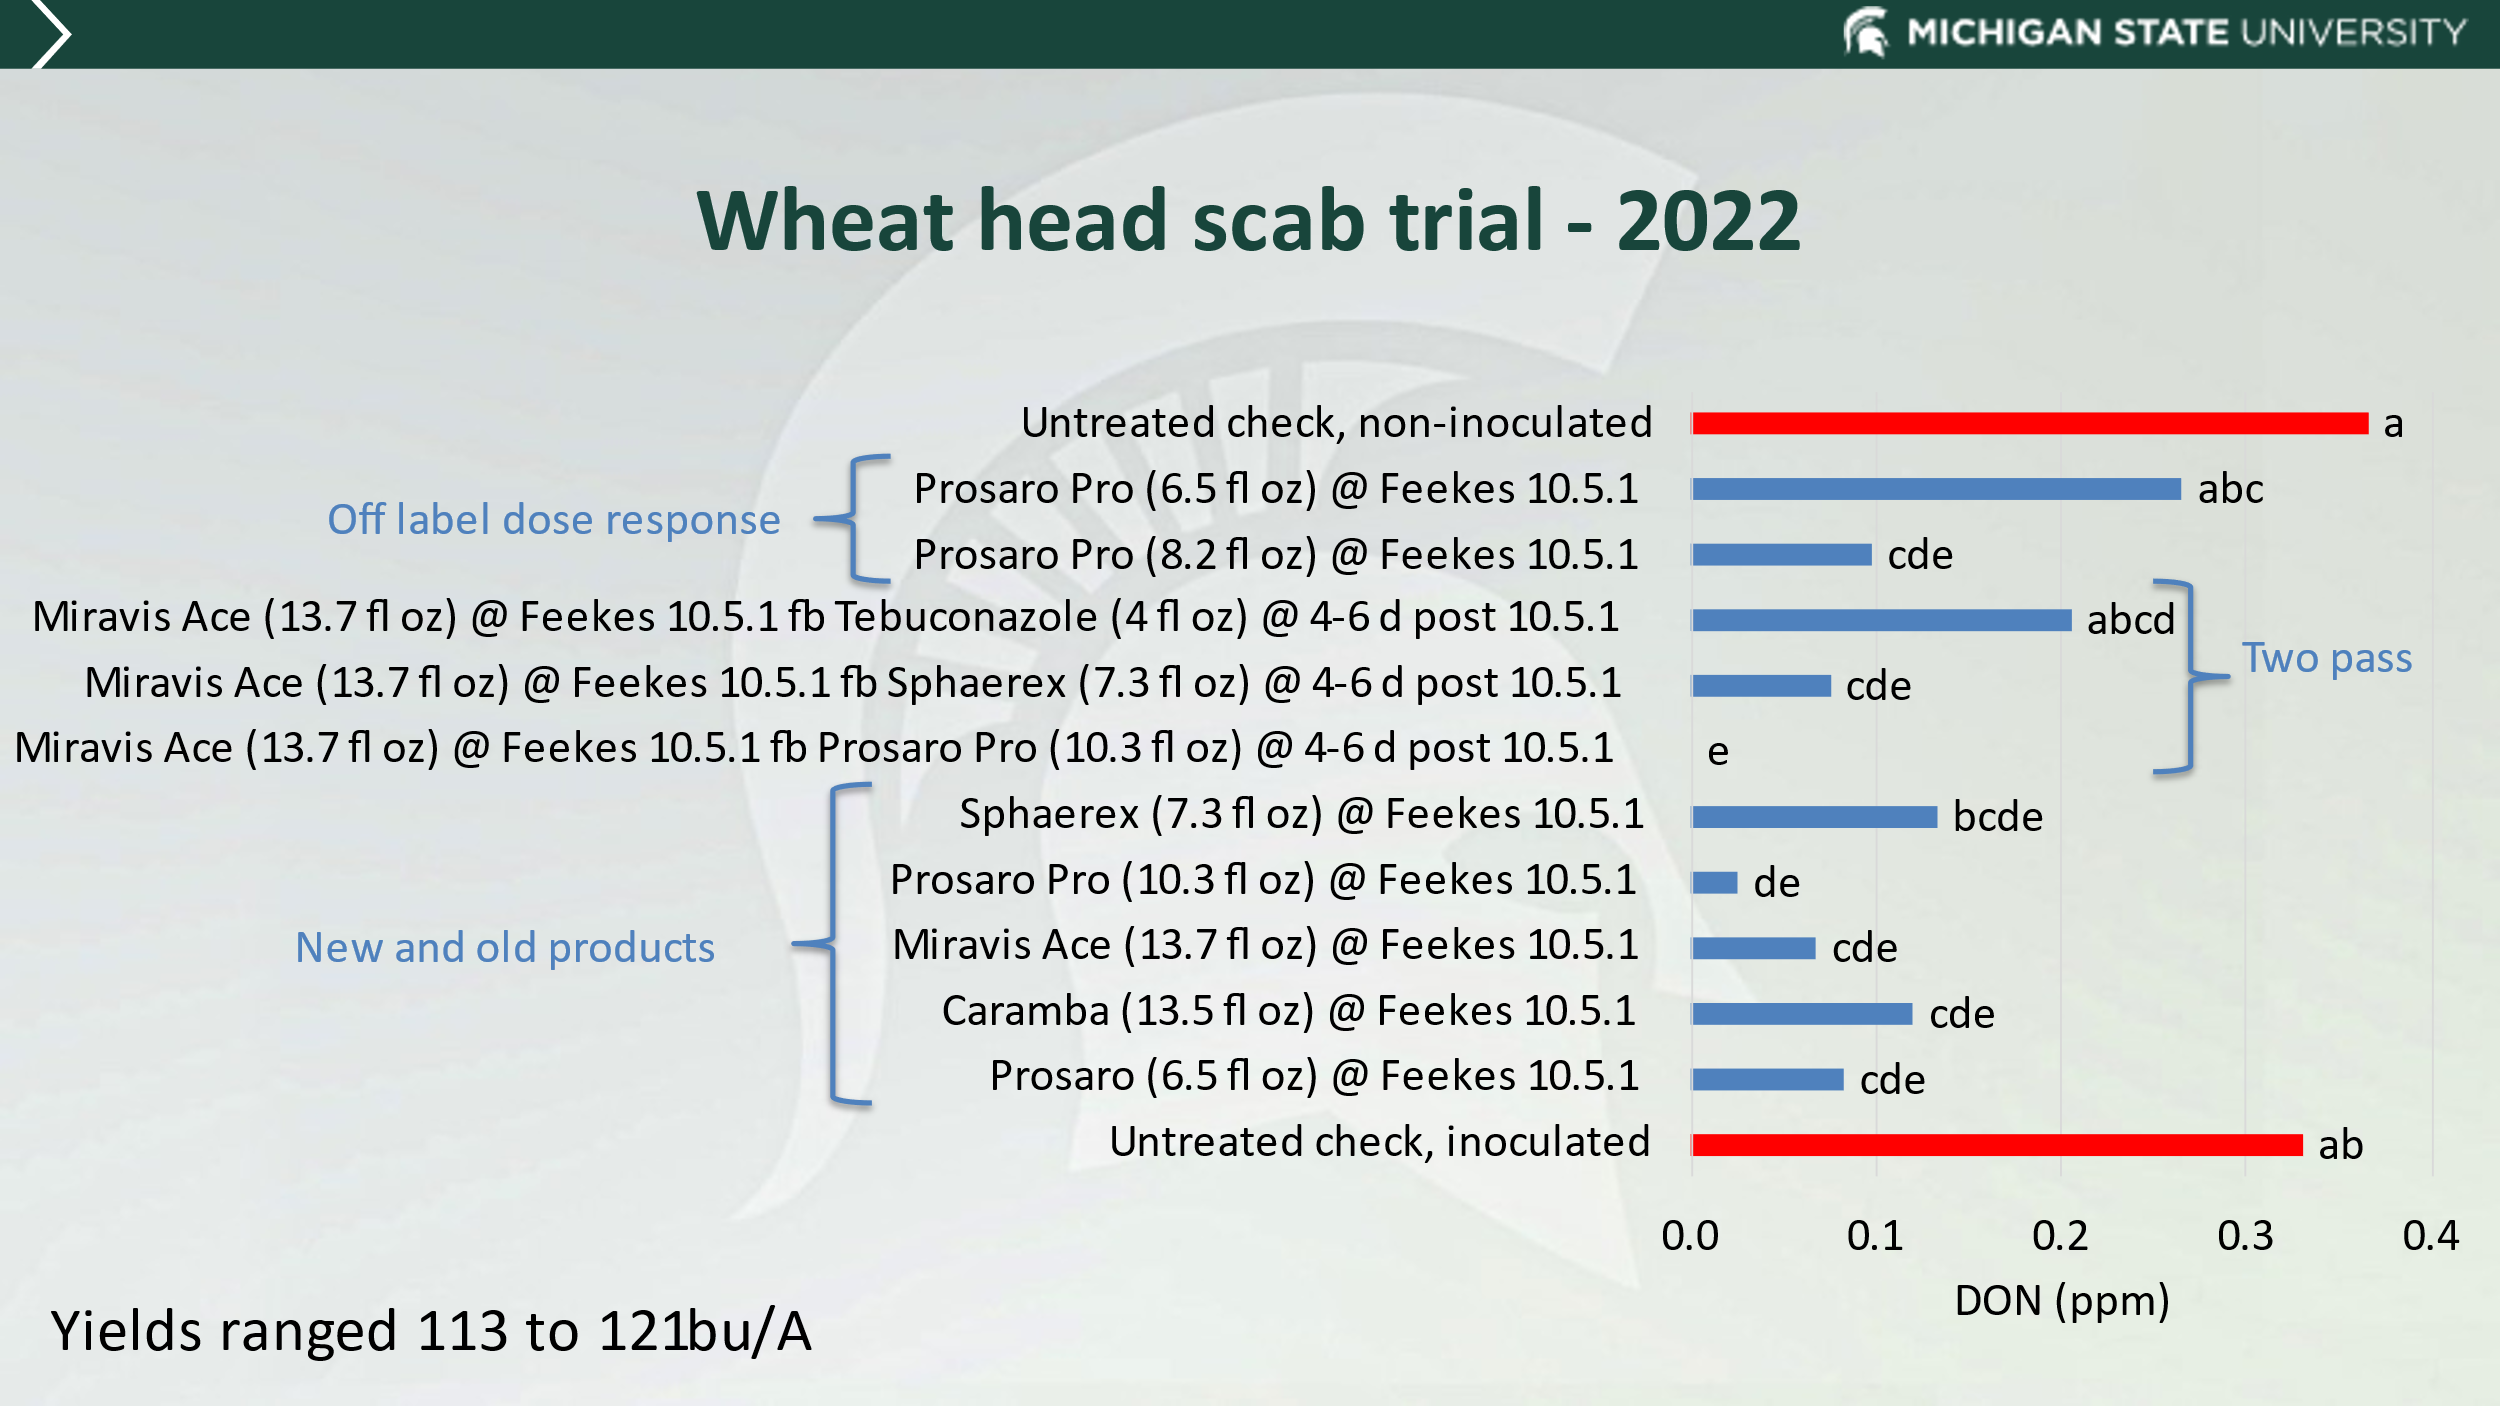 MICHIGAN STATE UNIVERSITY
Wheat head scab trial - 2022
Untreated check, non-inoculated a
Prosaro Pro (6.5 fl oz) @ Feekes 10.5.1 abc
Off label dose response
Prosaro Pro (8.2 fl oz) @ Feekes 10.5.1 cde
Miravis Ace (13.7 fl oz) @ Feekes 10.5.1 fb Tebuconazole (4 fl oz) @ 4-6 d post 10.5.1 abcd
Two pass
Miravis Ace (13.7 fl oz) @ Feekes 10.5.1 fb Sphaerex (7.3 fl oz) @ 4-6 d post 10.5.1 cde
Miravis Ace (13.7 fl oz) @ Feekes 10.5.1 fb Prosaro Pro (10.3 fl oz) @ 4-6 d post 10.5.1 e
Sphaerex (7.3 fl oz) @ Feekes 10.5.1 bcde
Prosaro Pro (10.3 fl oz) @ Feekes 10.5.1 de
New and old products
Miravis Ace (13.7 fl oz) @ Feekes 10.5.1 cde
Caramba (13.5 fl oz) @ Feekes 10.5.1 cde
Prosaro (6.5 fl oz) @ Feekes 10.5.1 cde
Untreated check, inoculated ab
0.0 0.1 0.2 0.3 0.4
DON (ppm)
Yields ranged 113 to 121bu/A